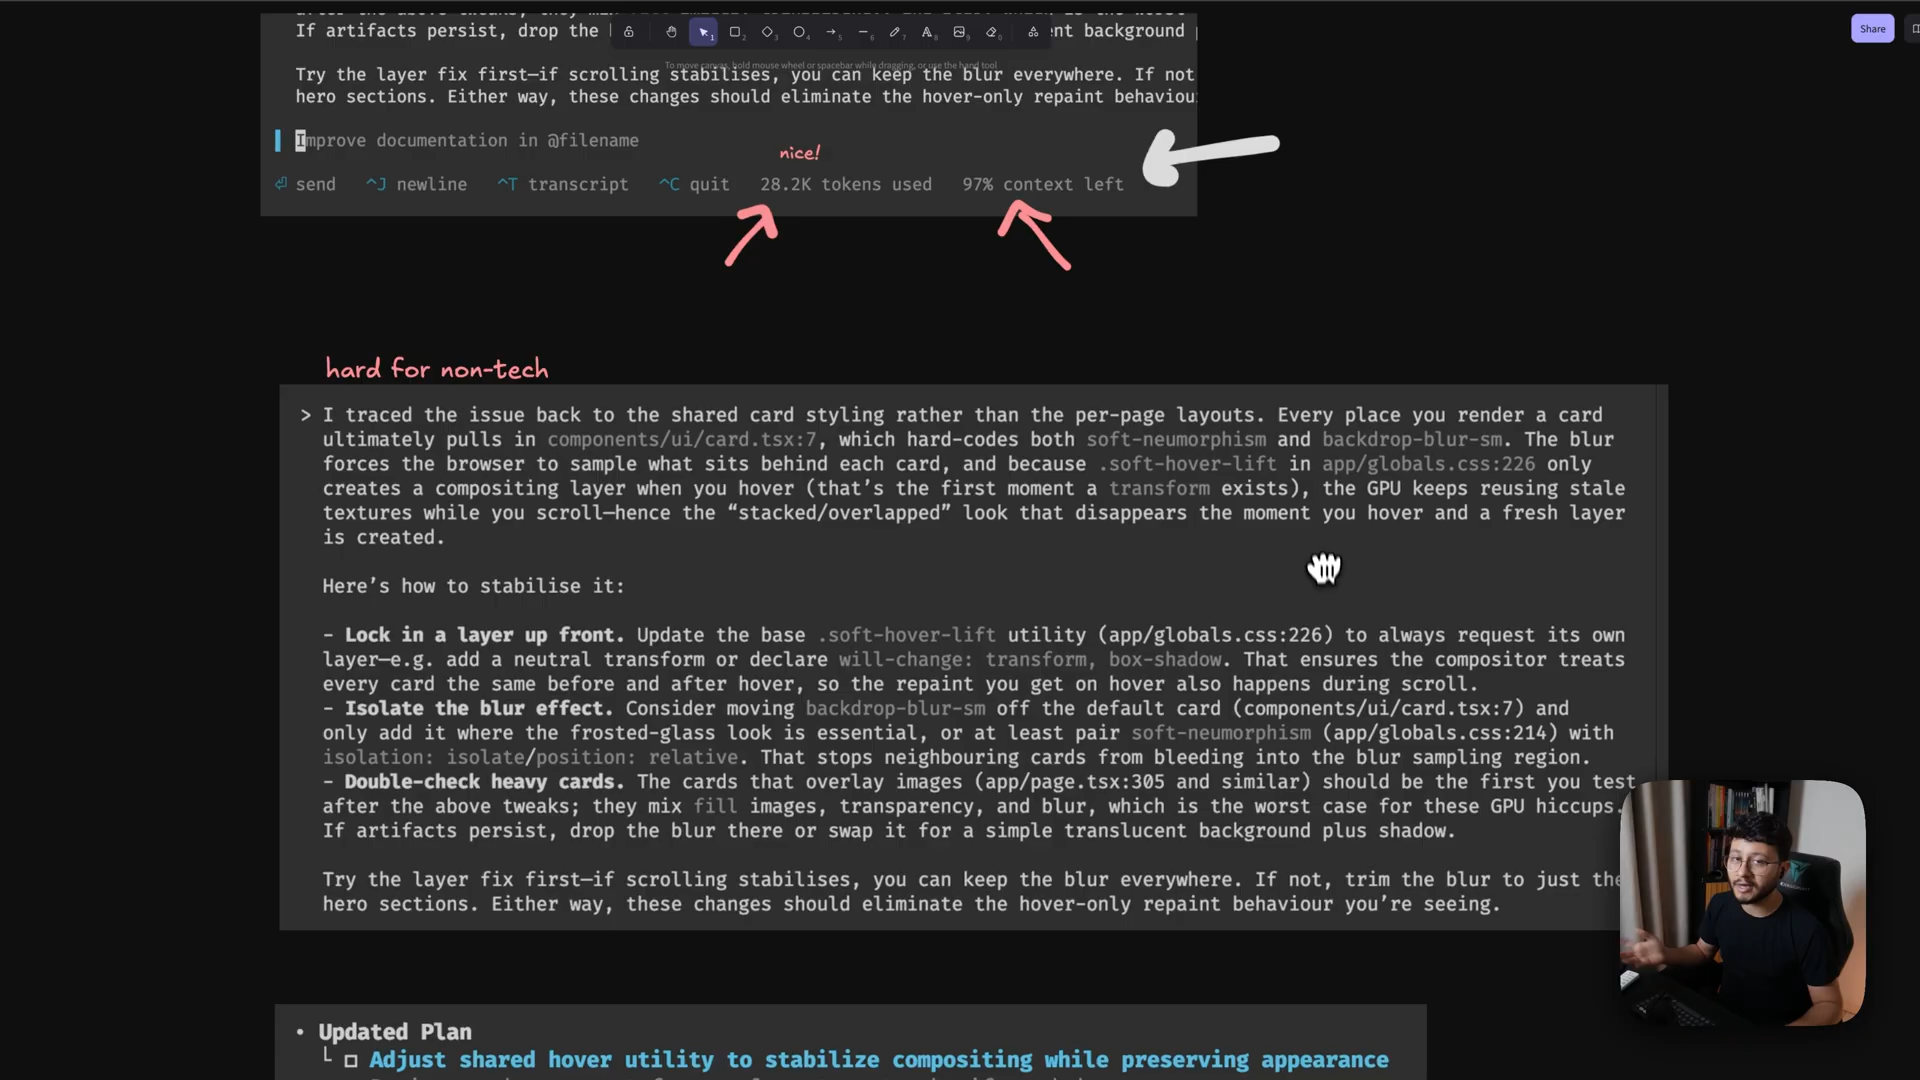 If artifacts persist, drop the
nt background
Share
To move canvas, hold mouse wheel or spacebar while dragging, or use the hand tool
Try the layer fix first—if scrolling stabilises, you can keep the blur everywhere. If not
hero sections. Either way, these changes should eliminate the hover-only repaint behaviou
Improve documentation in @filename
nice!
⏎ send ^J newline ^T transcript ^C quit 28.2K tokens used 97% context left
hard for non-tech
> I traced the issue back to the shared card styling rather than the per-page layouts. Every place you render a card
ultimately pulls in components/ui/card.tsx:7, which hard-codes both soft-neumorphism and backdrop-blur-sm. The blur
forces the browser to sample what sits behind each card, and because .soft-hover-lift in app/globals.css:226 only
creates a compositing layer when you hover (that’s the first moment a transform exists), the GPU keeps reusing stale
textures while you scroll—hence the “stacked/overlapped” look that disappears the moment you hover and a fresh layer
is created.
Here’s how to stabilise it:
- Lock in a layer up front. Update the base .soft-hover-lift utility (app/globals.css:226) to always request its own
layer—e.g. add a neutral transform or declare will-change: transform, box-shadow. That ensures the compositor treats
every card the same before and after hover, so the repaint you get on hover also happens during scroll.
- Isolate the blur effect. Consider moving backdrop-blur-sm off the default card (components/ui/card.tsx:7) and
only add it where the frosted-glass look is essential, or at least pair soft-neumorphism (app/globals.css:214) with
isolation: isolate/position: relative. That stops neighbouring cards from bleeding into the blur sampling region.
- Double-check heavy cards. The cards that overlay images (app/page.tsx:305 and similar) should be the first you test
after the above tweaks; they mix fill images, transparency, and blur, which is the worst case for these GPU hiccups.
If artifacts persist, drop the blur there or swap it for a simple translucent background plus shadow.
Try the layer fix first—if scrolling stabilises, you can keep the blur everywhere. If not, trim the blur to just the
hero sections. Either way, these changes should eliminate the hover-only repaint behaviour you’re seeing.
• Updated Plan
└ □ Adjust shared hover utility to stabilize compositing while preserving appearance